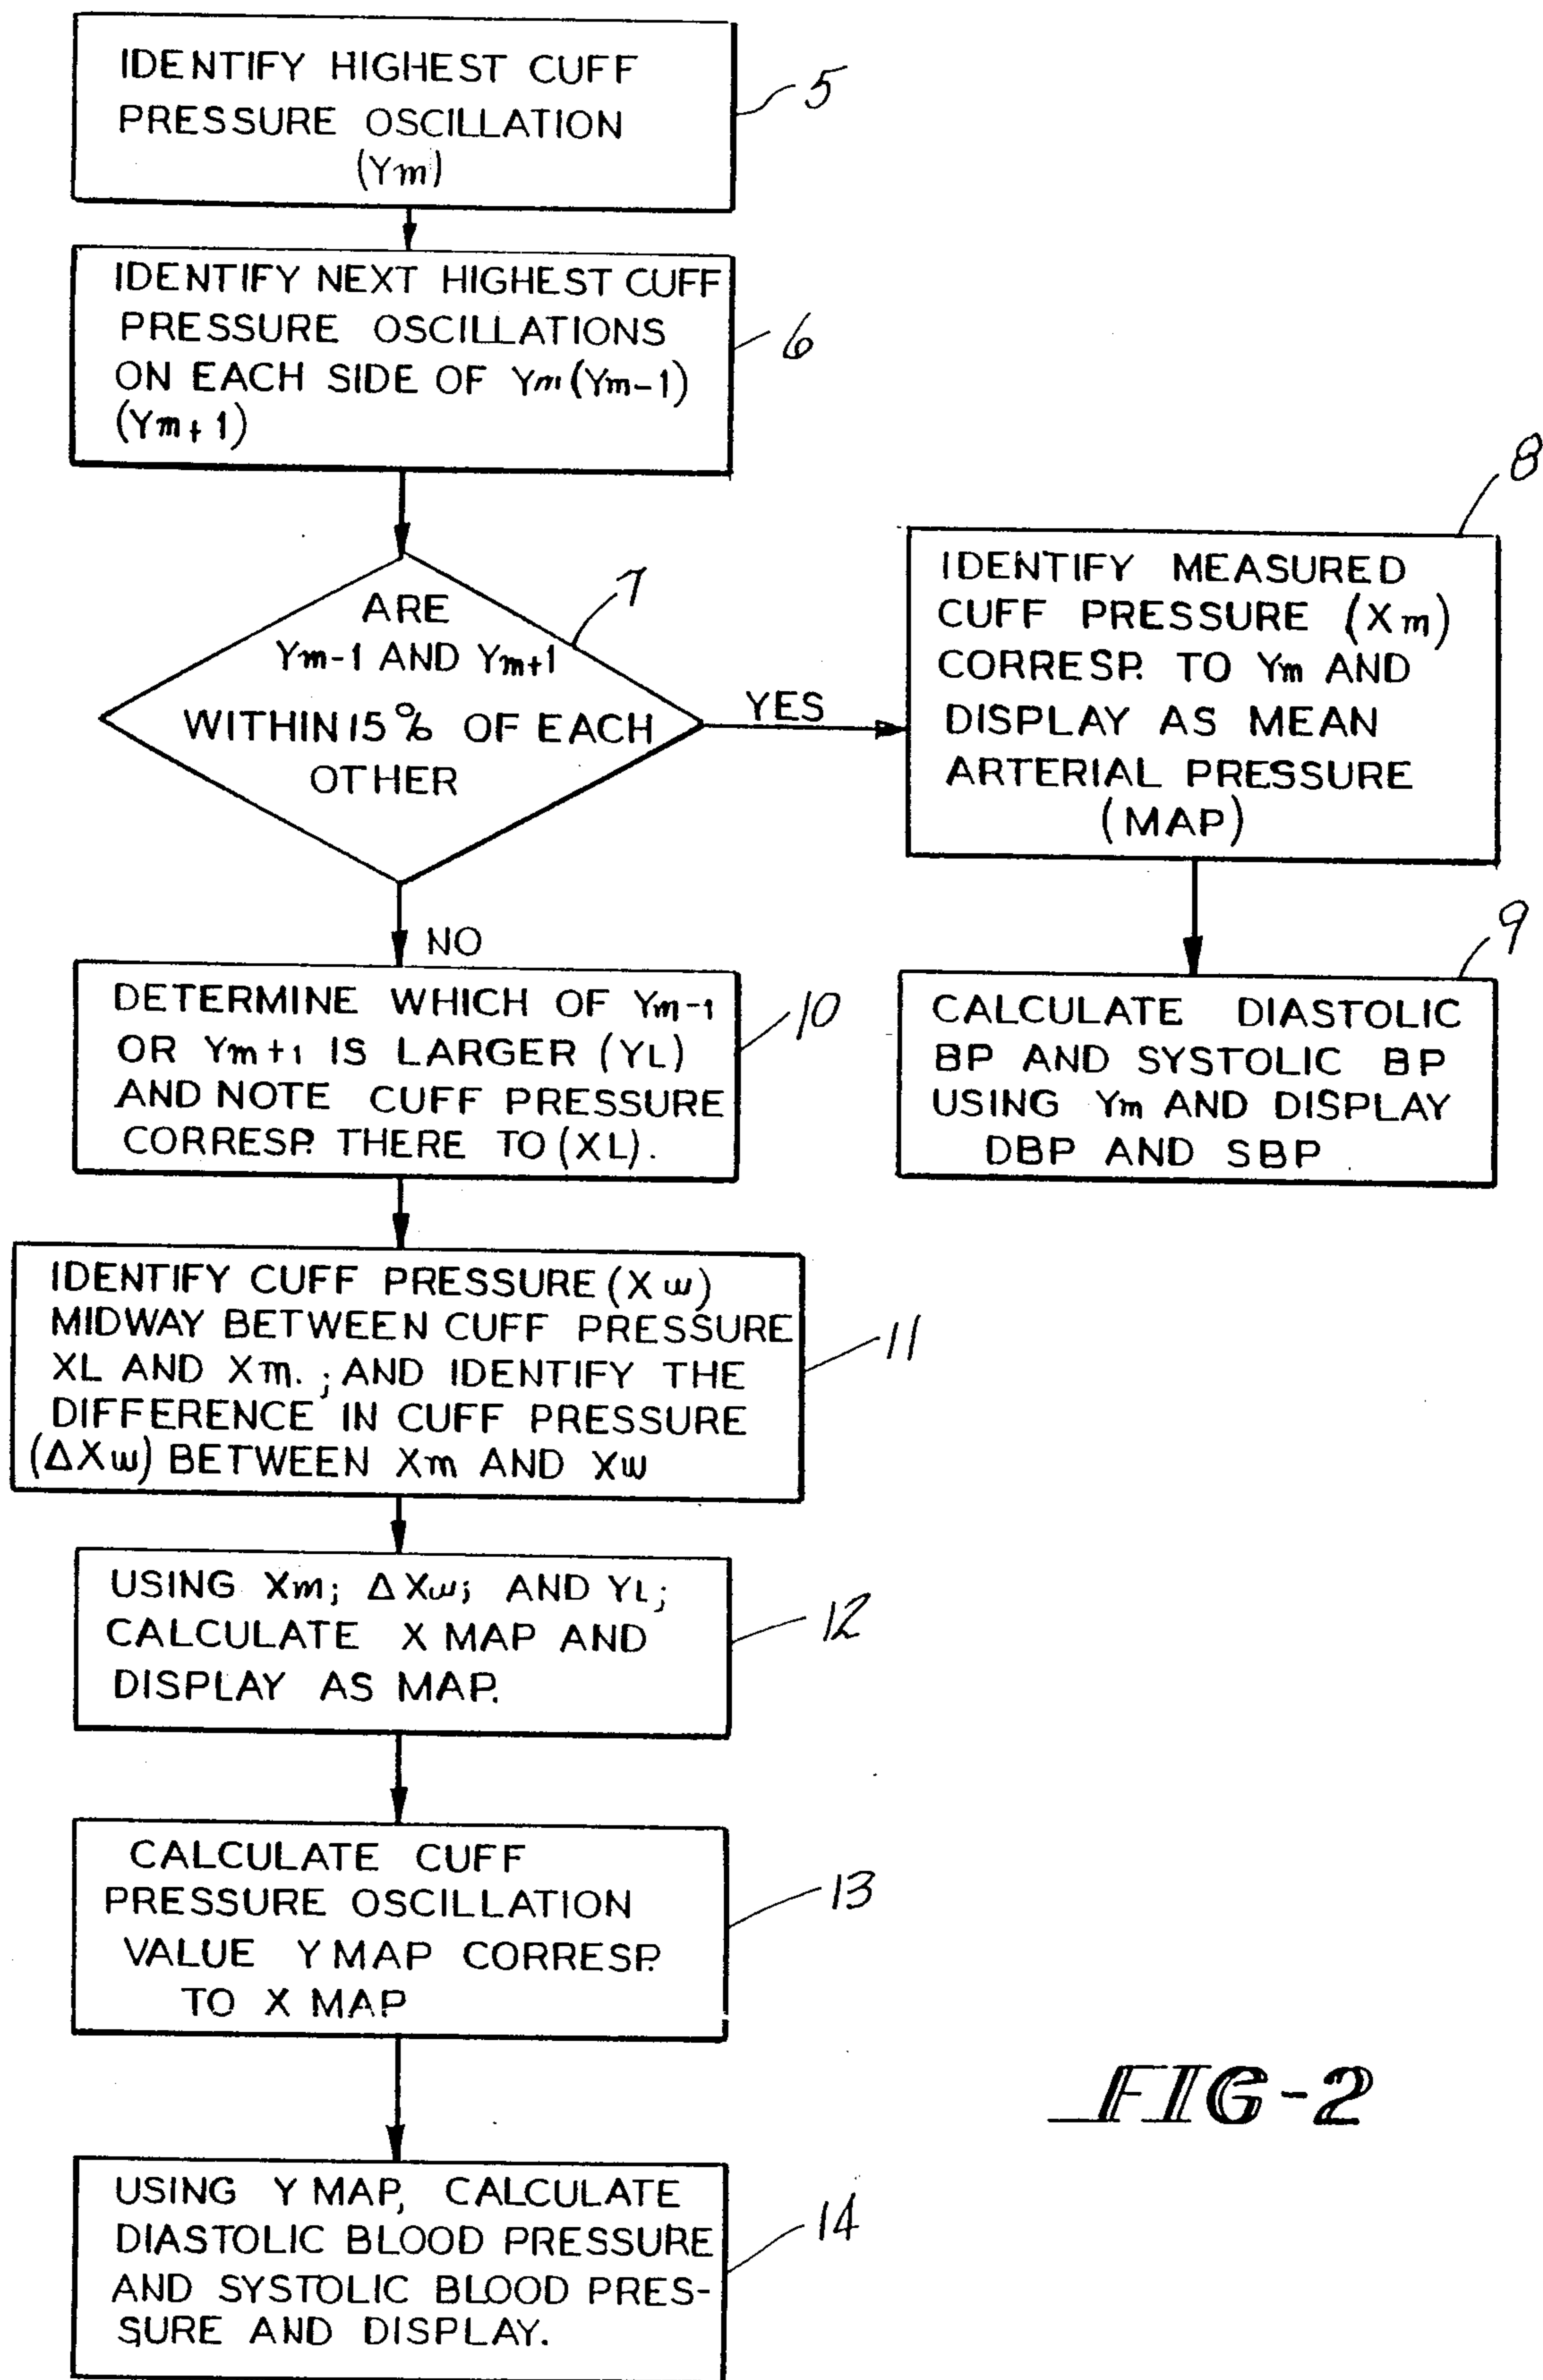 IDENTIFY HIGHEST CUFF
PRESSURE OSCILLATION
(Ym)
5
IDENTIFY NEXT HIGHEST CUFF
PRESSURE OSCILLATIONS
ON EACH SIDE OF Ym (Ym-1)
(Ym+1)
6
ARE
Ym-1 AND Ym+1
WITHIN 15% OF EACH
OTHER
7
YES
8
IDENTIFY MEASURED
CUFF PRESSURE (Xm)
CORRESP. TO Ym AND
DISPLAY AS MEAN
ARTERIAL PRESSURE
(MAP)
9
CALCULATE DIASTOLIC
BP AND SYSTOLIC BP
USING Ym AND DISPLAY
DBP AND SBP
NO
DETERMINE WHICH OF Ym-1
OR Ym+1 IS LARGER (YL)
AND NOTE CUFF PRESSURE
CORRESP. THERE TO (XL).
10
IDENTIFY CUFF PRESSURE (Xw)
MIDWAY BETWEEN CUFF PRESSURE
XL AND Xm. ; AND IDENTIFY THE
DIFFERENCE IN CUFF PRESSURE
(ΔXw) BETWEEN Xm AND Xw
11
USING Xm; ΔXw; AND YL;
CALCULATE X MAP AND
DISPLAY AS MAP.
12
CALCULATE CUFF
PRESSURE OSCILLATION
VALUE Y MAP CORRESP.
TO X MAP
13
USING Y MAP, CALCULATE
DIASTOLIC BLOOD PRESSURE
AND SYSTOLIC BLOOD PRES-
SURE AND DISPLAY.
14
FIG-2